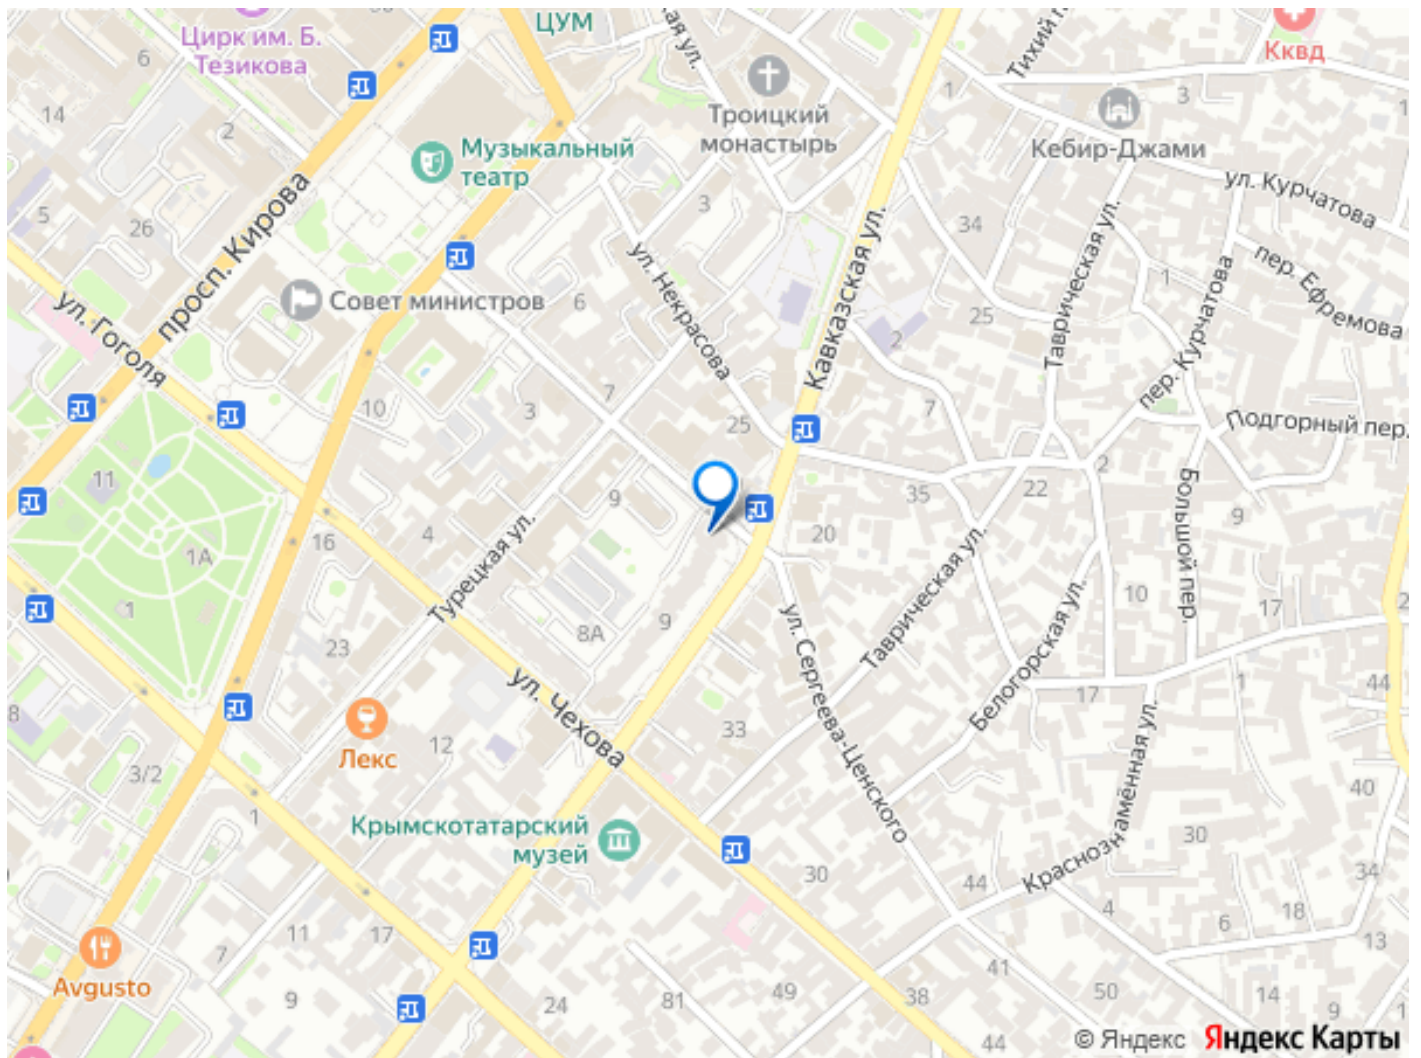 ЦУМ
Цирк им. Б.
Тезикова
6
14
2
Музыкальный
театр
Троицкий
монастырь
Тихий
1
3
Кквд
Кебир-Джами
ул. Курчатова
просп. Кирова
5
26
3
34
1
Кавказская ул.
Таврическая ул.
пер. Ефремова
Совет министров
6
ул. Некрасова
25
2
пер. Курчатова
ул. Гоголя
10
3
7
25
7
Подгорный пер.
11
9
35
22
2
Большой пер.
9
1А
16
4
Турецкая ул.
20
Таврическая ул.
1
8А
9
10
17
2
23
ул. Чехова
ул. Сергеева-Ценского
Белогорская ул.
17
1
44
8
Лекс
12
33
Краснознамённая ул.
3/2
1
40
Крымскотатарский
музей
30
30
34
44
4
6
18
13
11
17
7
Avgusto
9
24
81
49
38
41
50
14
9
1
44
© Яндекс Яндекс Карты